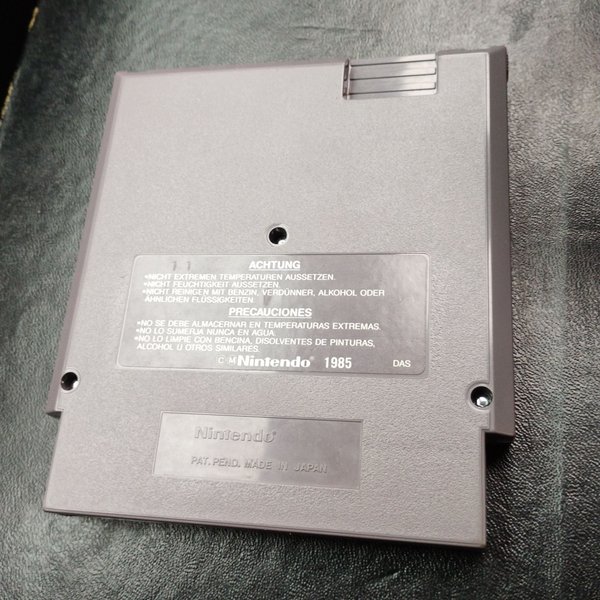 ACHTUNG
•NICHT EXTREMEN TEMPERATUREN AUSSETZEN.
•NICHT FEUCHTIGKEIT AUSSETZEN.
•NICHT REINIGEN MIT BENZIN, VERDÜNNER, ALKOHOL ODER
ÄHNLICHEN FLÜSSIGKEITEN.
PRECAUCIONES
•NO SE DEBE ALMACERNAR EN TEMPERATURAS EXTREMAS.
•NO LO SUMERJA NUNCA EN AGUA.
•NO LO LIMPIE CON BENCINA, DISOLVENTES DE PINTURAS,
ALCOHOL U OTROS SIMILARES.
C M Nintendo® 1985 DAS
Nintendo®
PAT. PEND. MADE IN JAPAN